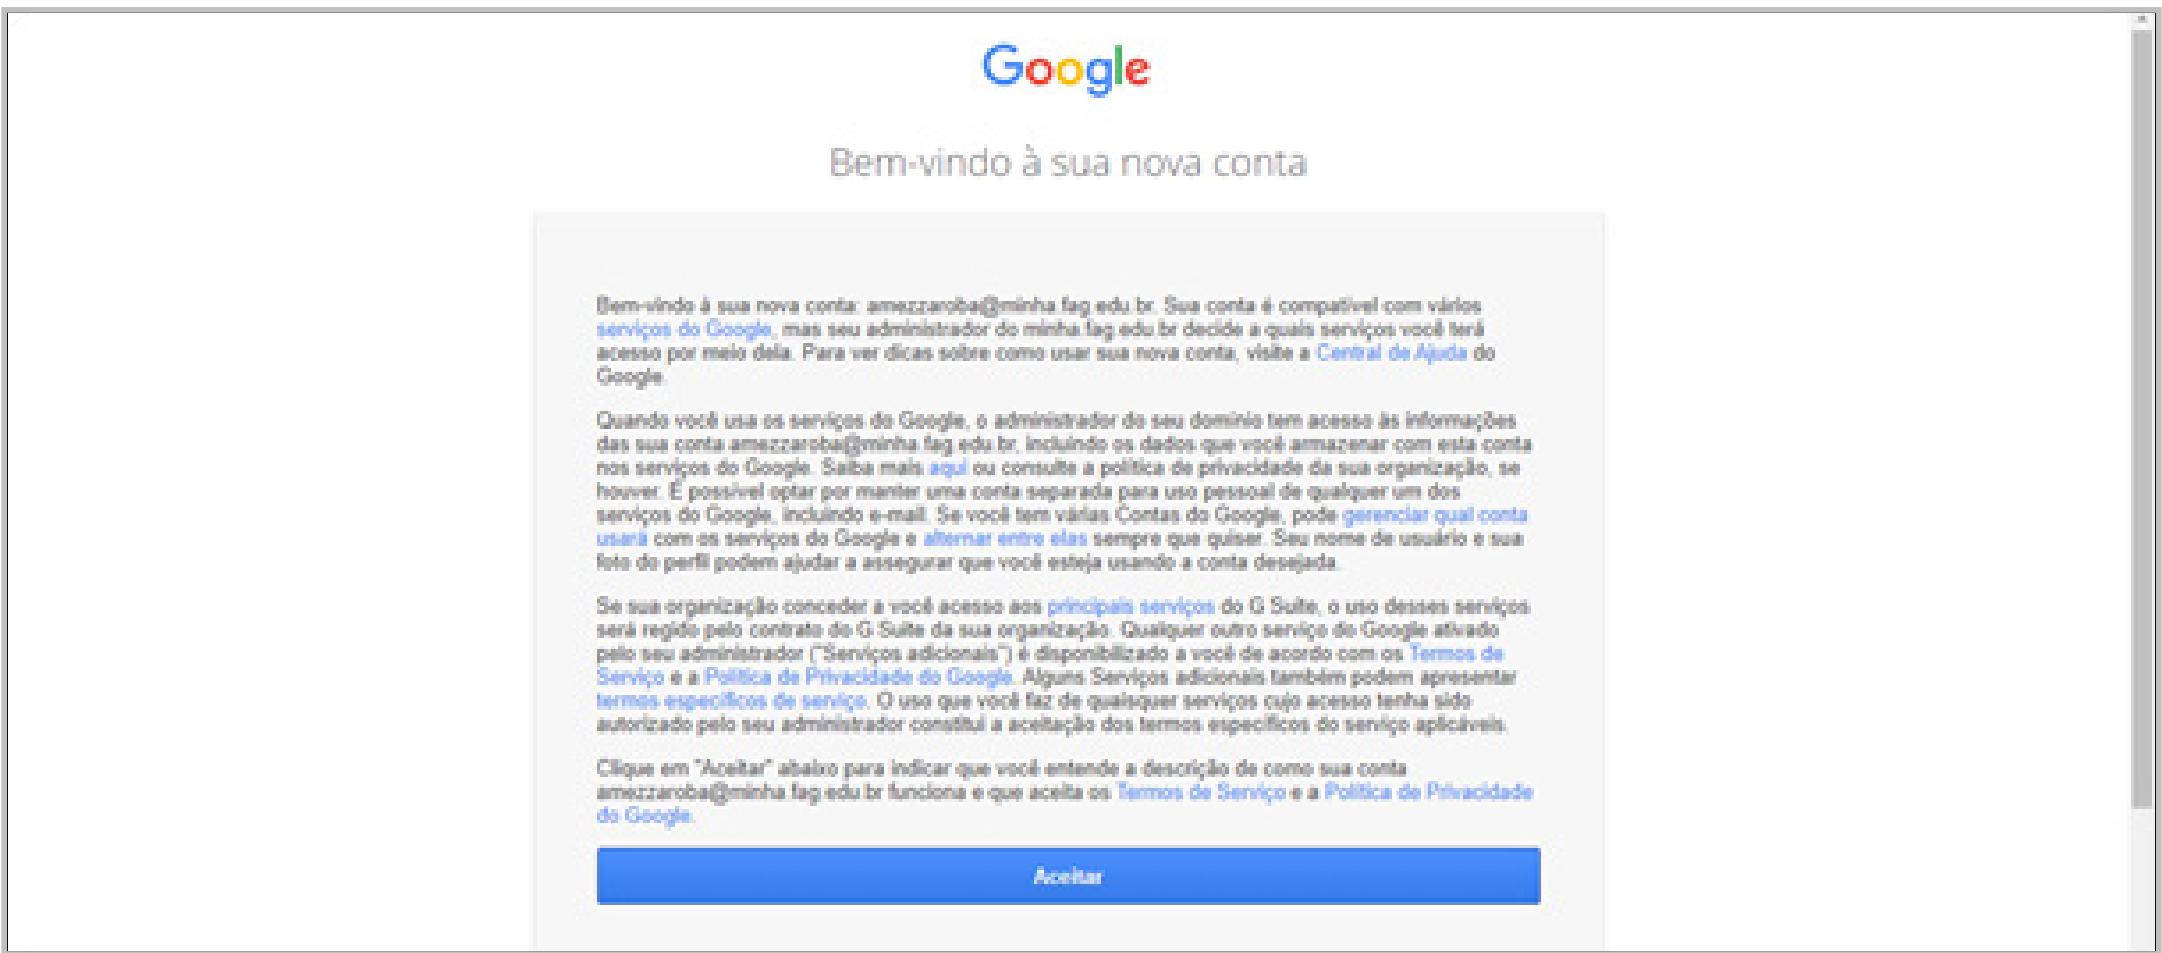 Google
Bem-vindo à sua nova conta
Bem-vindo à sua nova conta: amezzaroba@minha.fag.edu.br. Sua conta é compatível com vários
serviços do Google, mas seu administrador do minha.fag.edu.br decide a quais serviços você terá
acesso por meio dela. Para ver dicas sobre como usar sua nova conta, visite a Central de Ajuda do
Google.
Quando você usa os serviços do Google, o administrador do seu domínio tem acesso às informações
das sua conta amezzaroba@minha.fag.edu.br, incluindo os dados que você armazenar com esta conta
nos serviços do Google. Saiba mais aqui ou consulte a política de privacidade da sua organização, se
houver. É possível optar por manter uma conta separada para uso pessoal de qualquer um dos
serviços do Google, incluindo e-mail. Se você tem várias Contas do Google, pode gerenciar qual conta
usará com os serviços do Google e alternar entre elas sempre que quiser. Seu nome de usuário e sua
foto do perfil podem ajudar a assegurar que você esteja usando a conta desejada.
Se sua organização conceder a você acesso aos principais serviços do G Suite, o uso desses serviços
será regido pelo contrato do G Suite da sua organização. Qualquer outro serviço do Google ativado
pelo seu administrador ("Serviços adicionais") é disponibilizado a você de acordo com os Termos de
Serviço e a Política de Privacidade do Google. Alguns Serviços adicionais também podem apresentar
termos específicos de serviço. O uso que você faz de quaisquer serviços cujo acesso tenha sido
autorizado pelo seu administrador constitui a aceitação dos termos específicos do serviço aplicáveis.
Clique em "Aceitar" abaixo para indicar que você entende a descrição de como sua conta
amezzaroba@minha.fag.edu.br funciona e que aceita os Termos de Serviço e a Política de Privacidade
do Google.
Aceitar